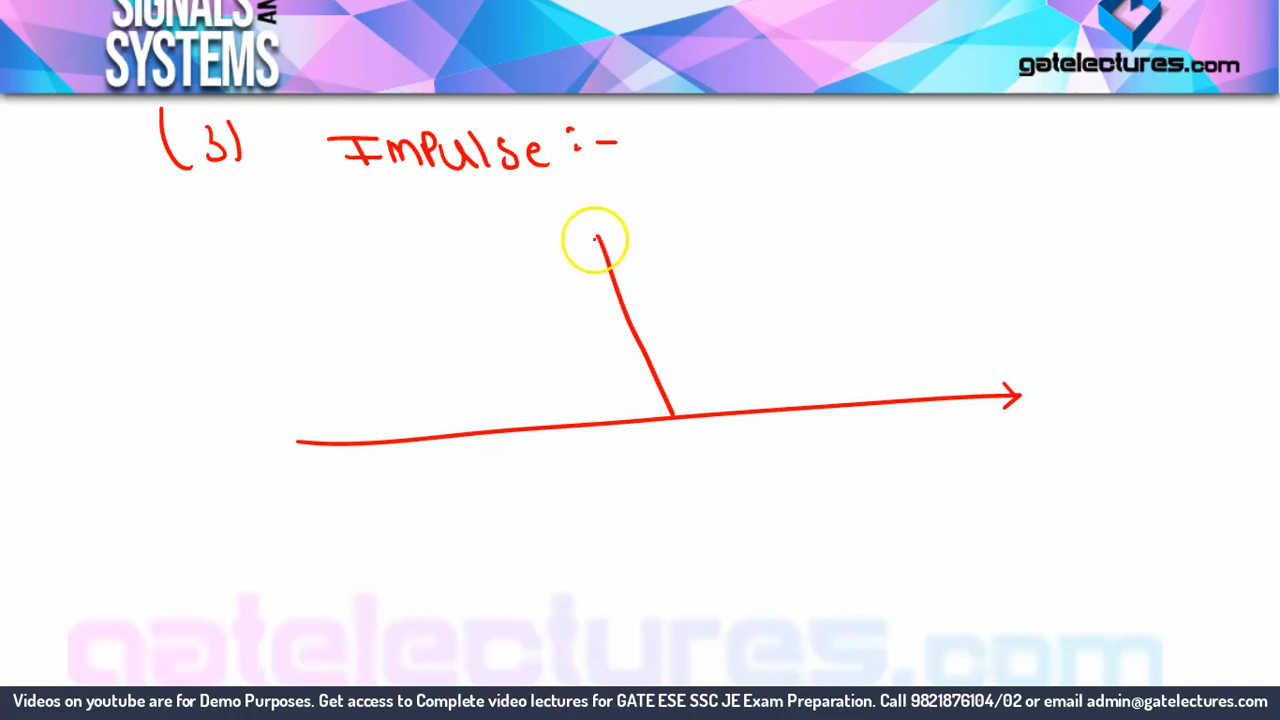 SIGNALS AND
SYSTEMS
gatelectures.com
(3) Impulse :-
gatelectures.com
Videos on youtube are for Demo Purposes. Get access to Complete video lectures for GATE ESE SSC JE Exam Preparation. Call 9821876104/02 or email admin@gatelectures.com